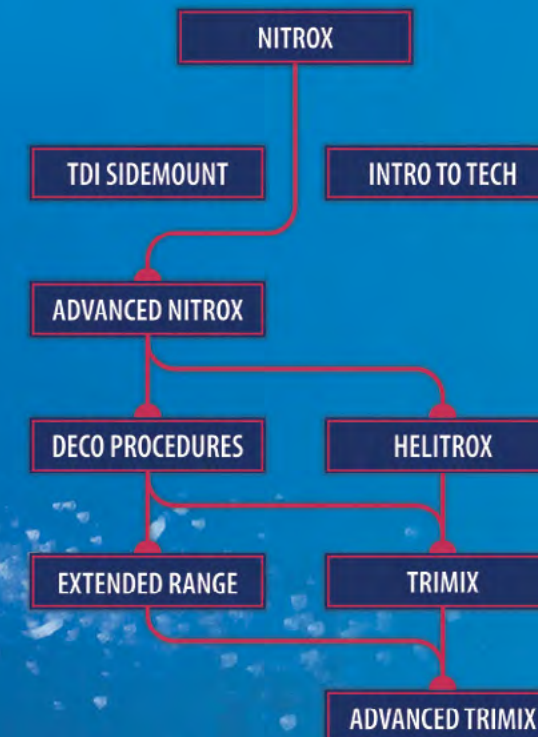 NITROX
TDI SIDEMOUNT
INTRO TO TECH
ADVANCED NITROX
DECO PROCEDURES
HELITROX
EXTENDED RANGE
TRIMIX
ADVANCED TRIMIX